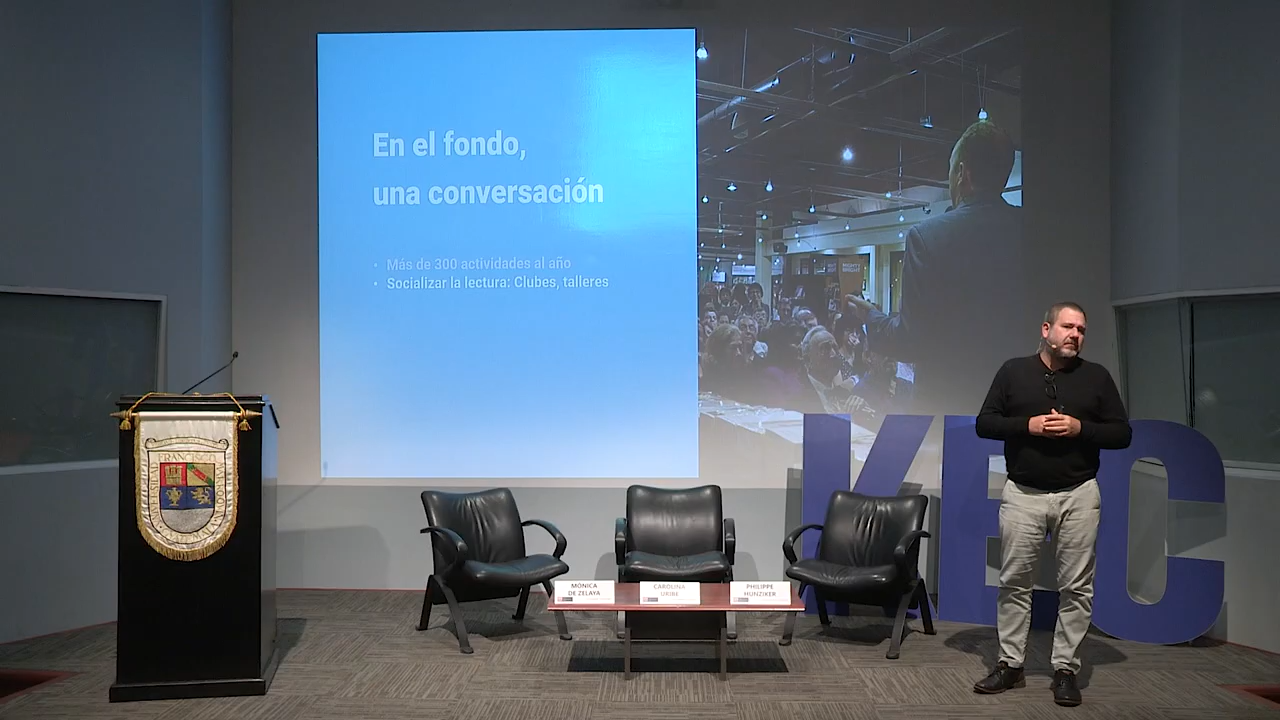 En el fondo,
una conversación
• Más de 300 actividades al año
• Socializar la lectura: Clubes, talleres
KEC
FRANCISCO
MÓNICA
DE ZELAYA
CAROLINA
URIBE
PHILIPPE
HUNZIKER